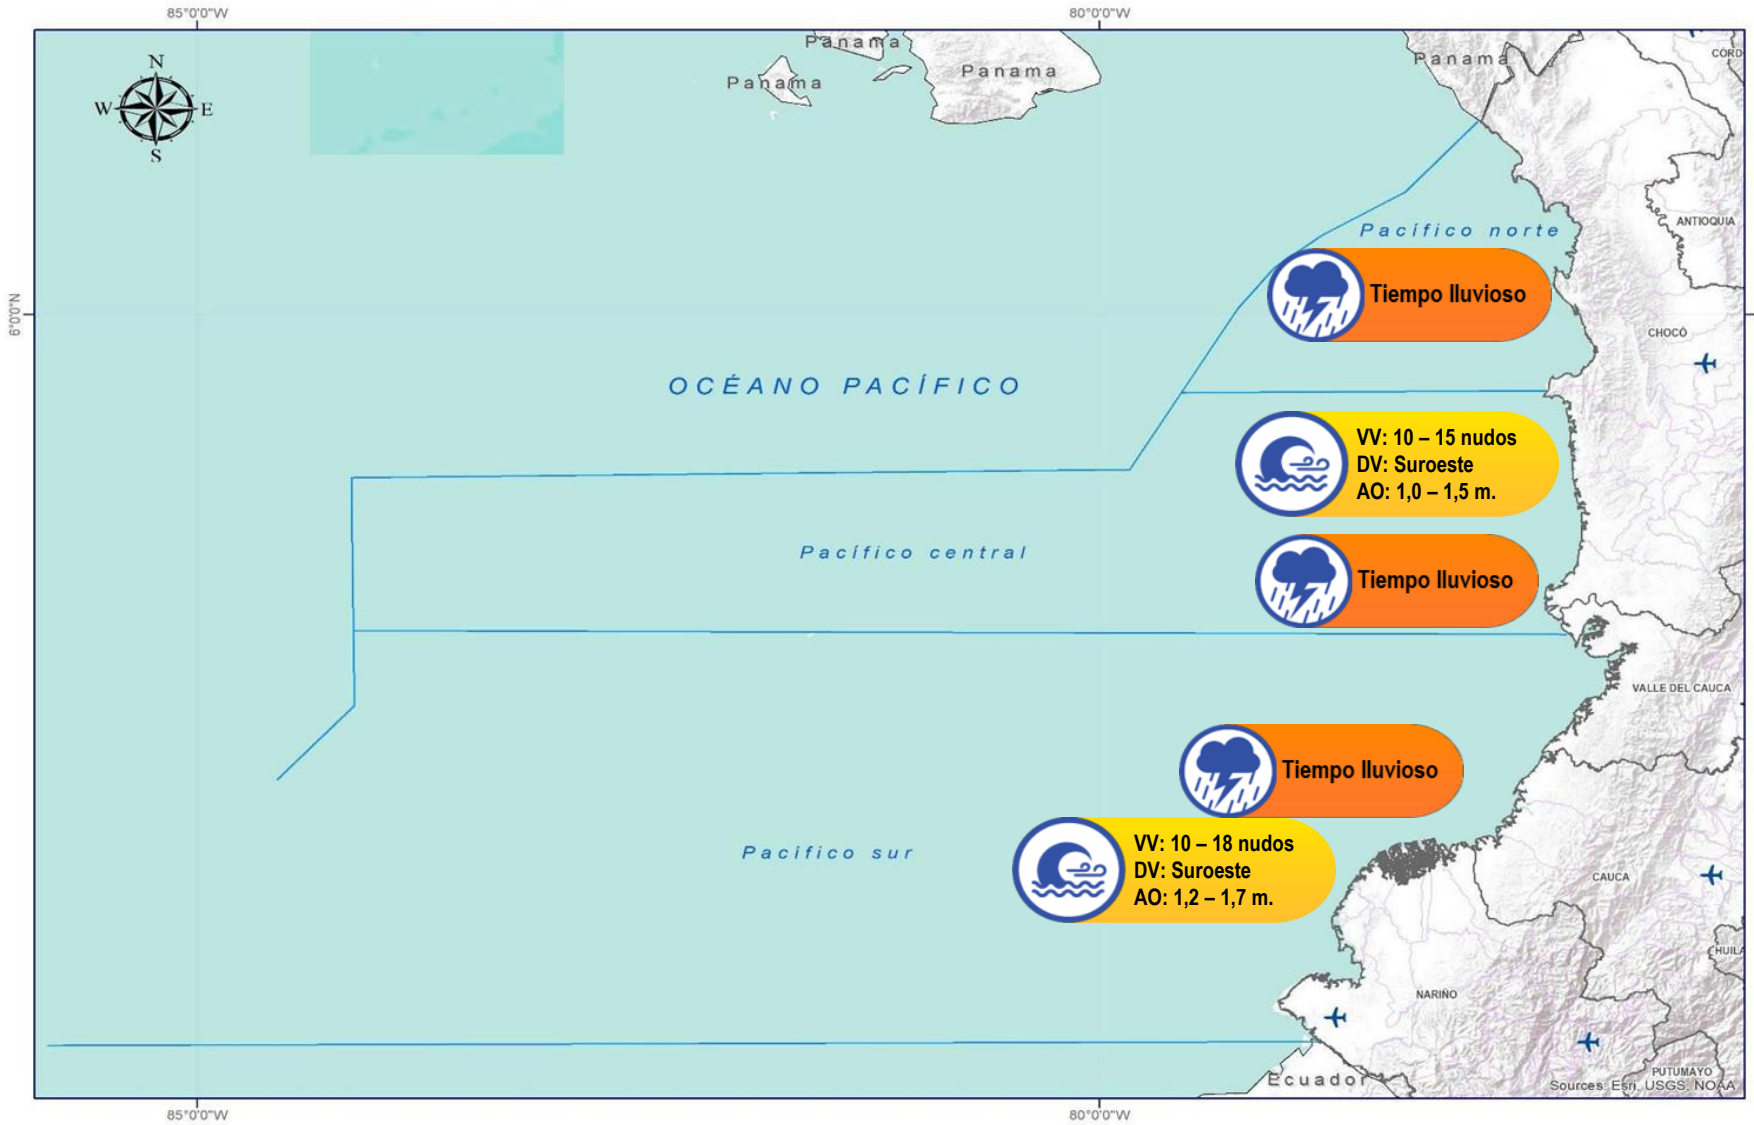 85°0'0"W
80°0'0"W
N
W
E
S
Panama
Panama
Panama
Panama
ANTIOQUIA
Pacífico norte
Tiempo lluvioso
6°0'0"N
CHOCÓ
OCÉANO PACÍFICO
VV: 10 – 15 nudos
DV: Suroeste
AO: 1,0 – 1,5 m.
Pacífico central
Tiempo lluvioso
VALLE DEL CAUCA
Tiempo lluvioso
VV: 10 – 18 nudos
DV: Suroeste
AO: 1,2 – 1,7 m.
Pacífico sur
CAUCA
HUILA
NARIÑO
PUTUMAYO
Ecuador
Sources: Esri, USGS, NOAA
85°0'0"W
80°0'0"W